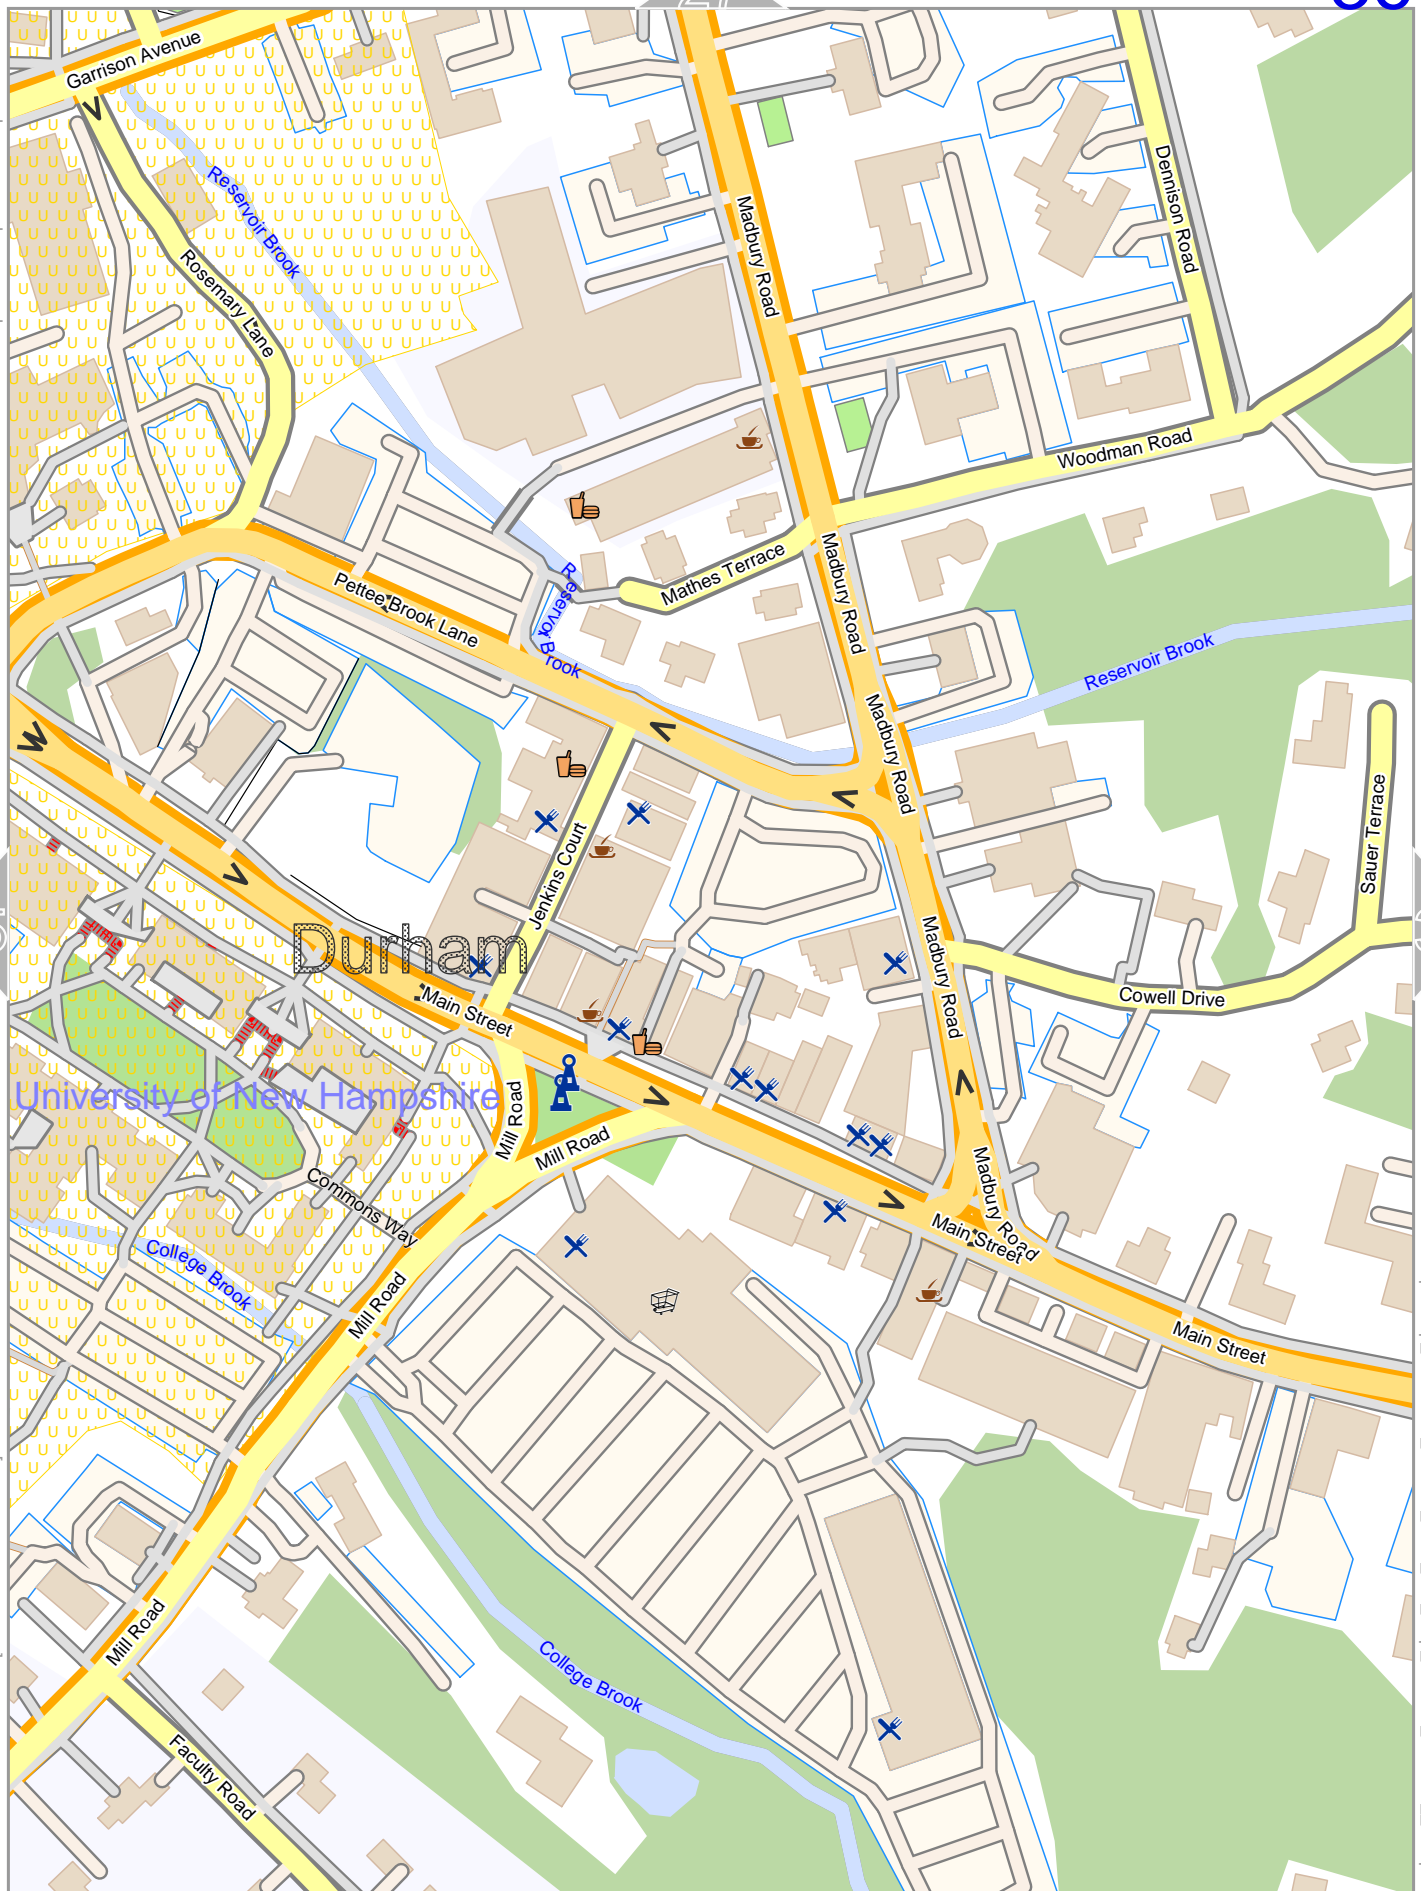 Garrison Avenue
Reservoir Brook
Rosemary Lane
Madbury Road
Dennison Road
Woodman Road
Mathes Terrace
Pettee Brook Lane
Reservoir Brook
Madbury Road
Reservoir Brook
Madbury Road
Sauer Terrace
Jenkins Court
Durham
Madbury Road
Cowell Drive
Main Street
University of New Hampshire
Mill Road
Mill Road
Commons Way
Madbury Road
Main Street
College Brook
Mill Road
Main Street
Mill Road
College Brook
Faculty Road